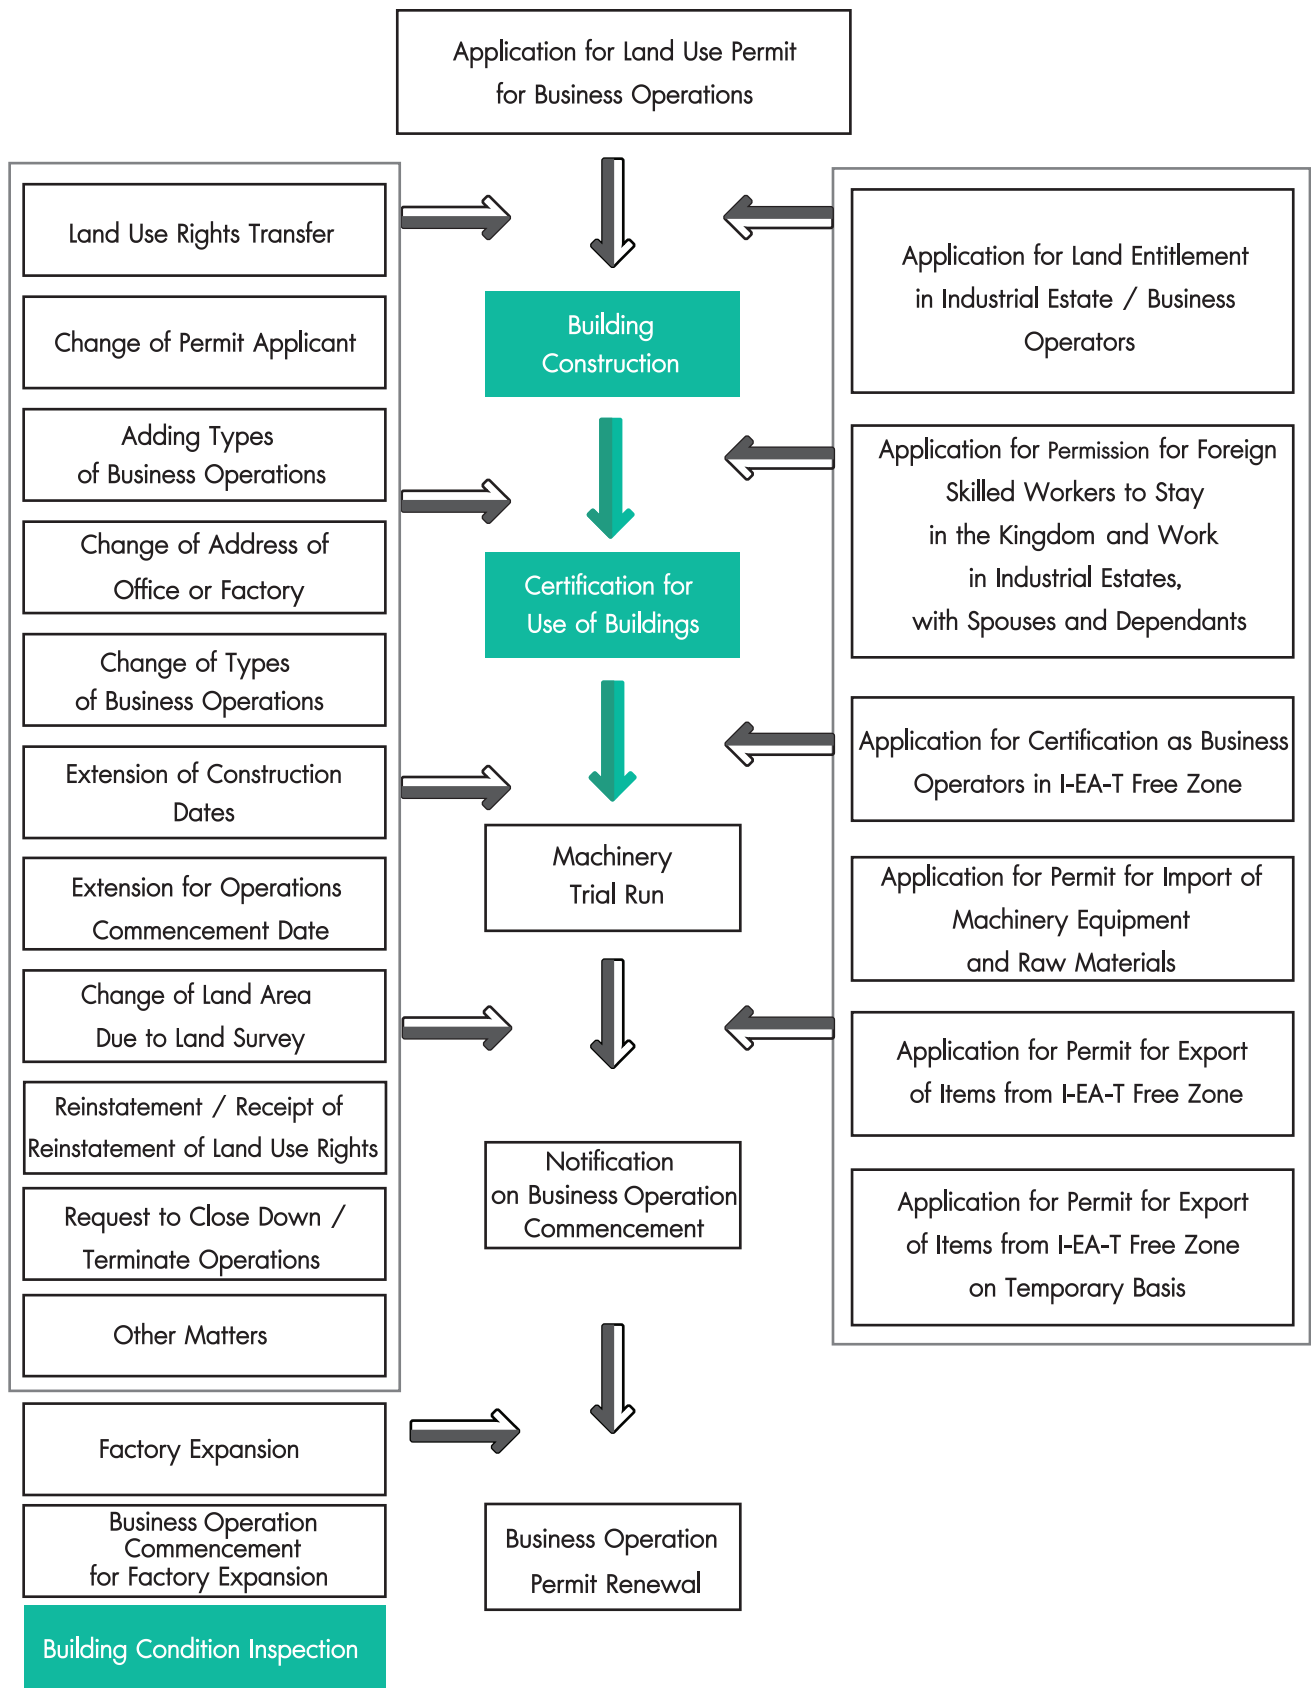 Application for Land Use Permit
for Business Operations
Land Use Rights Transfer
Change of Permit Applicant
Adding Types
of Business Operations
Change of Address of
Office or Factory
Change of Types
of Business Operations
Extension of Construction
Dates
Extension for Operations
Commencement Date
Change of Land Area
Due to Land Survey
Reinstatement / Receipt of
Reinstatement of Land Use Rights
Request to Close Down /
Terminate Operations
Other Matters
Factory Expansion
Business Operation
Commencement
for Factory Expansion
Building Condition Inspection
Building
Construction
Certification for
Use of Buildings
Machinery
Trial Run
Notification
on Business Operation
Commencement
Business Operation
Permit Renewal
Application for Land Entitlement
in Industrial Estate / Business
Operators
Application for Permission for Foreign
Skilled Workers to Stay
in the Kingdom and Work
in Industrial Estates,
with Spouses and Dependants
Application for Certification as Business
Operators in I-EA-T Free Zone
Application for Permit for Import of
Machinery Equipment
and Raw Materials
Application for Permit for Export
of Items from I-EA-T Free Zone
Application for Permit for Export
of Items from I-EA-T Free Zone
on Temporary Basis